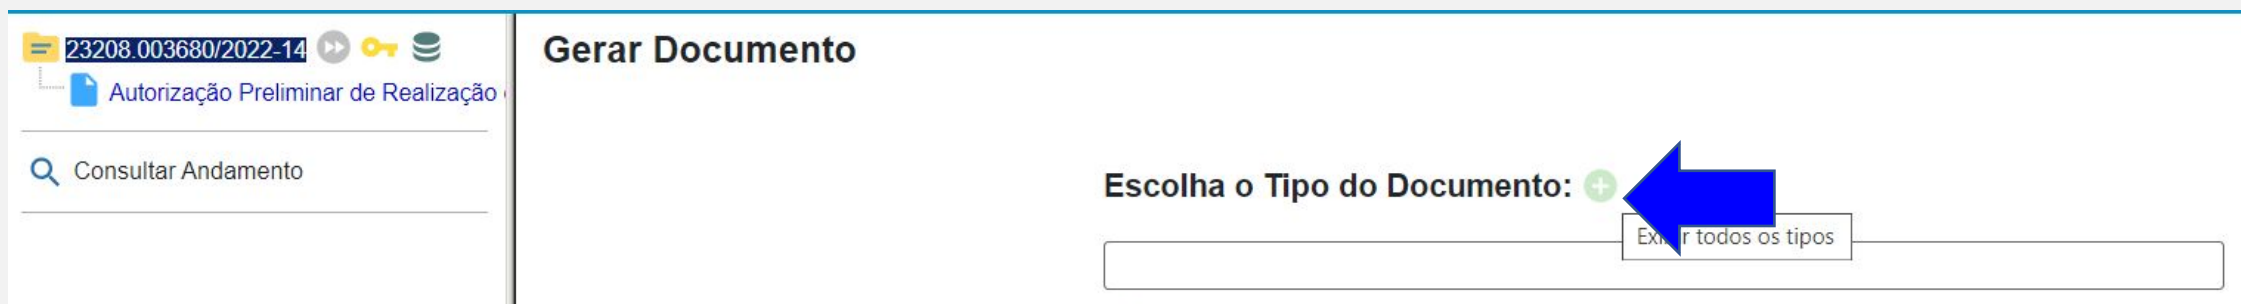 23208.003680/2022-14
Autorização Preliminar de Realização
Consultar Andamento
Gerar Documento
Escolha o Tipo do Documento:
todos os tipos